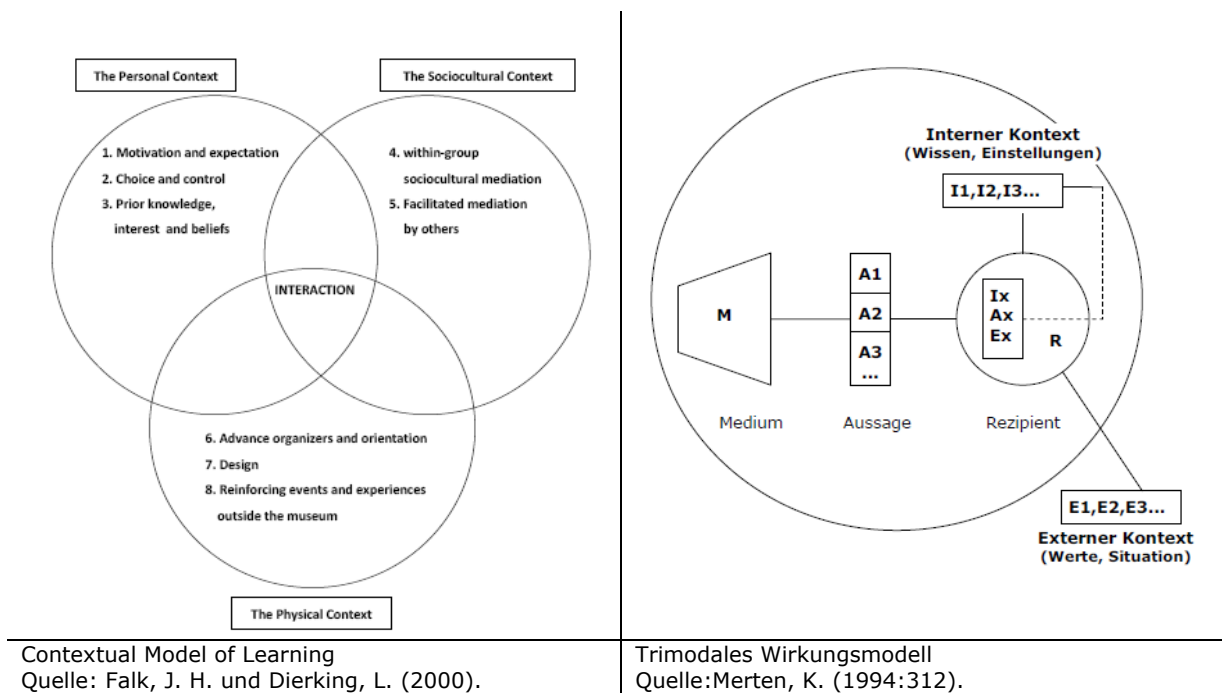 The Personal Context
The Sociocultural Context
1. Motivation and expectation
2. Choice and control
3. Prior knowledge,
interest and beliefs
4. within-group
sociocultural mediation
5. Facilitated mediation
by others
INTERACTION
6. Advance organizers and orientation
7. Design
8. Reinforcing events and experiences
outside the museum
The Physical Context
Contextual Model of Learning
Quelle: Falk, J. H. und Dierking, L. (2000).
Interner Kontext
(Wissen, Einstellungen)
I1,I2,I3...
M
A1
A2
A3
...
Ix
Ax
Ex
R
Medium
Aussage
Rezipient
E1,E2,E3...
Externer Kontext
(Werte, Situation)
Trimodales Wirkungsmodell
Quelle:Merten, K. (1994:312).